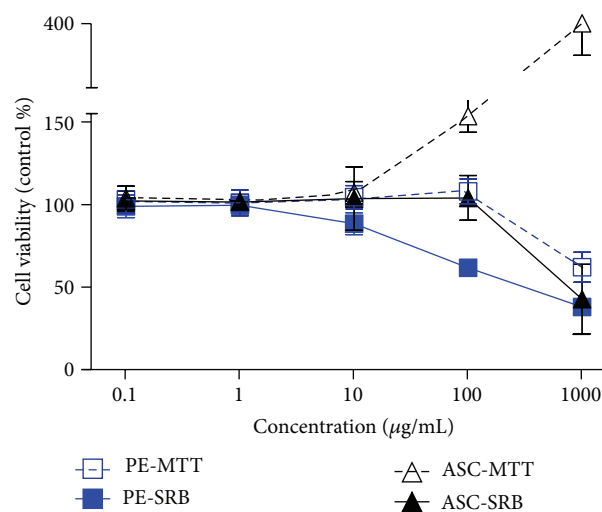 400
150
100
50
0
Cell viability (control %)
0.1 1 10 100 1000
Concentration (μg/mL)
PE-MTT ASC-MTT
PE-SRB ASC-SRB